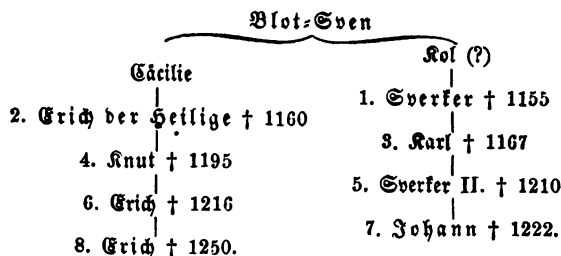 Blot-Sven
Cäcilie
2. Erich der Heilige † 1160
4. Knut † 1195
6. Erich † 1216
8. Erich † 1250.
Kol (?)
1. Sverker † 1155
3. Karl † 1167
5. Sverker II. † 1210
7. Johann † 1222.